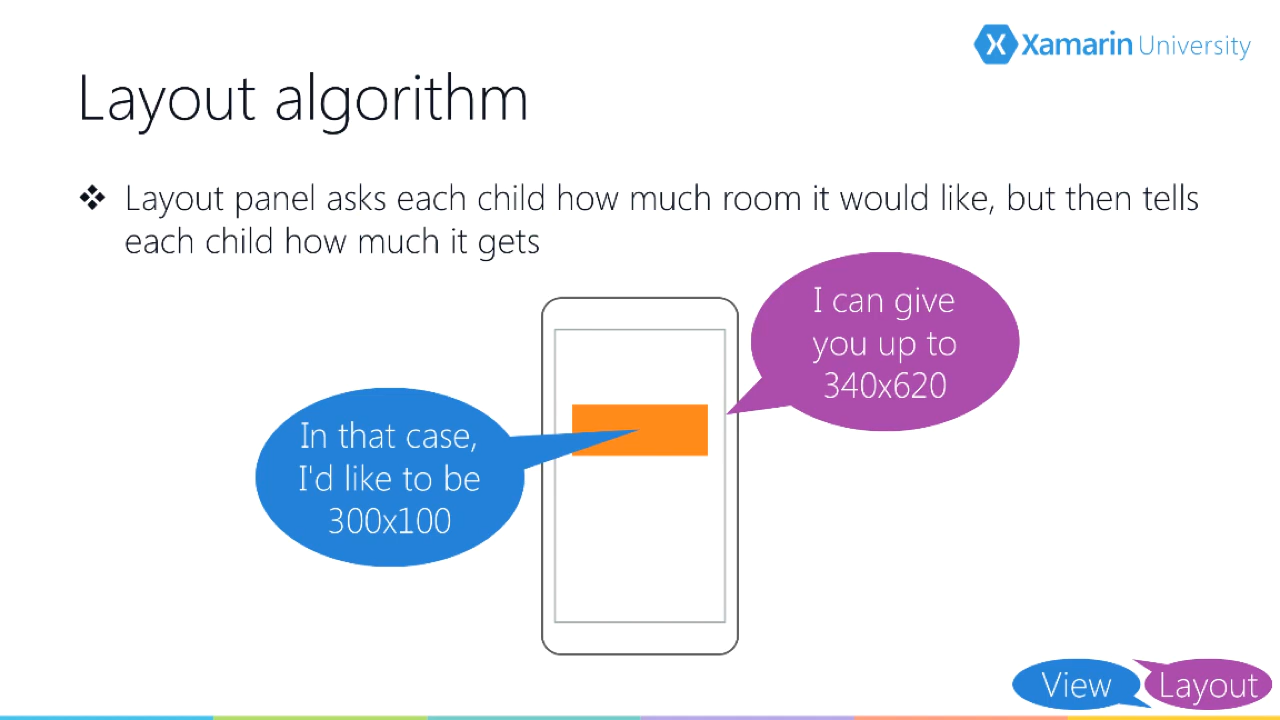 Xamarin University
Layout algorithm
❖ Layout panel asks each child how much room it would like, but then tells
each child how much it gets
I can give
you up to
340x620
In that case,
I'd like to be
300x100
View
Layout